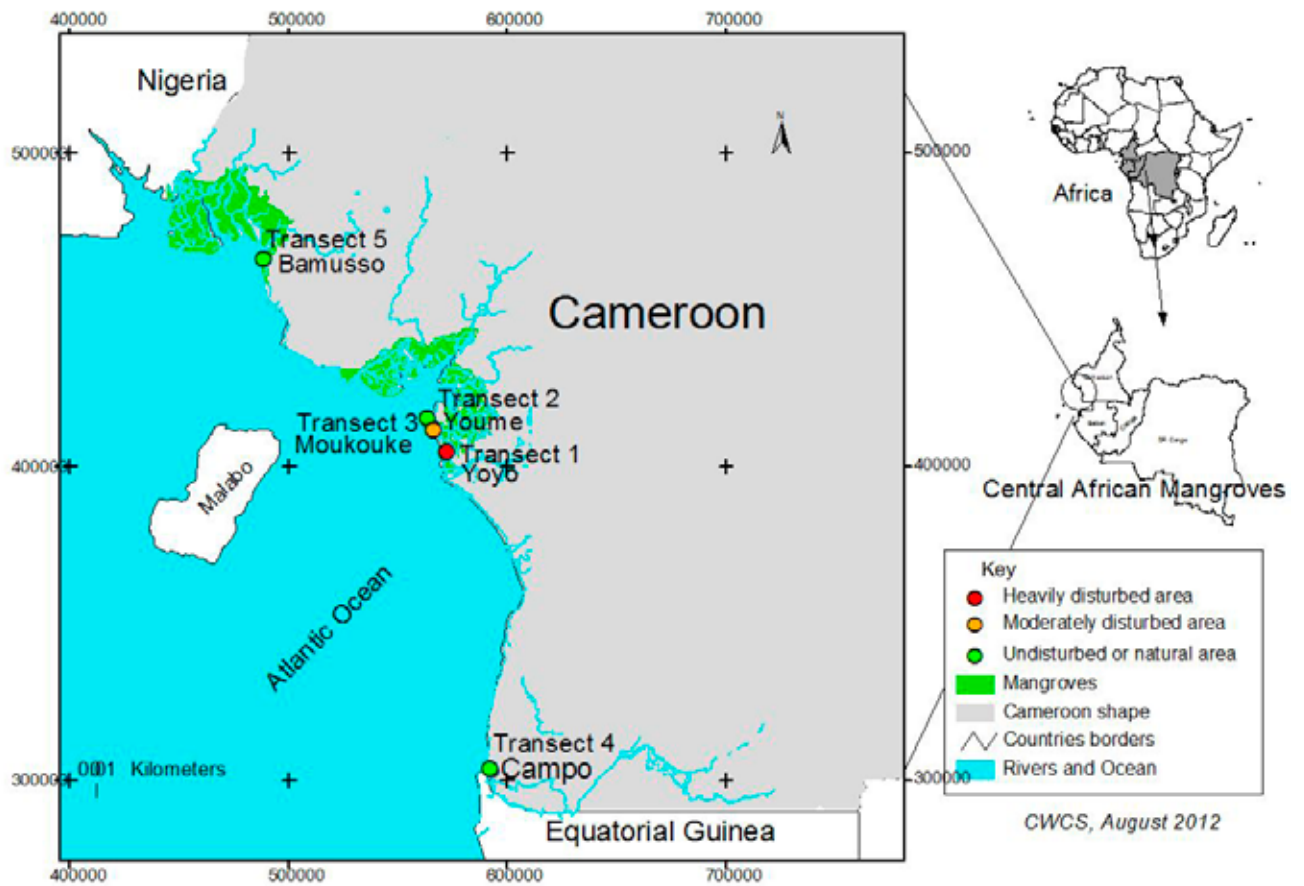 400000 500000 600000 700000
Nigeria
500000
500000
Africa
Transect 5
Bamusso
Cameroon
Transect 2
Youme
Transect 3
Moukouke
Transect 1
Yoyo
400000
400000
Malabo
Central African Mangroves
Atlantic Ocean
Key
Heavily disturbed area
Moderately disturbed area
Undisturbed or natural area
Mangroves
Cameroon shape
Countries borders
Rivers and Ocean
Transect 4
Campo
Kilometers
300000
300000
Equatorial Guinea
CWCS, August 2012
400000 500000 600000 700000
N